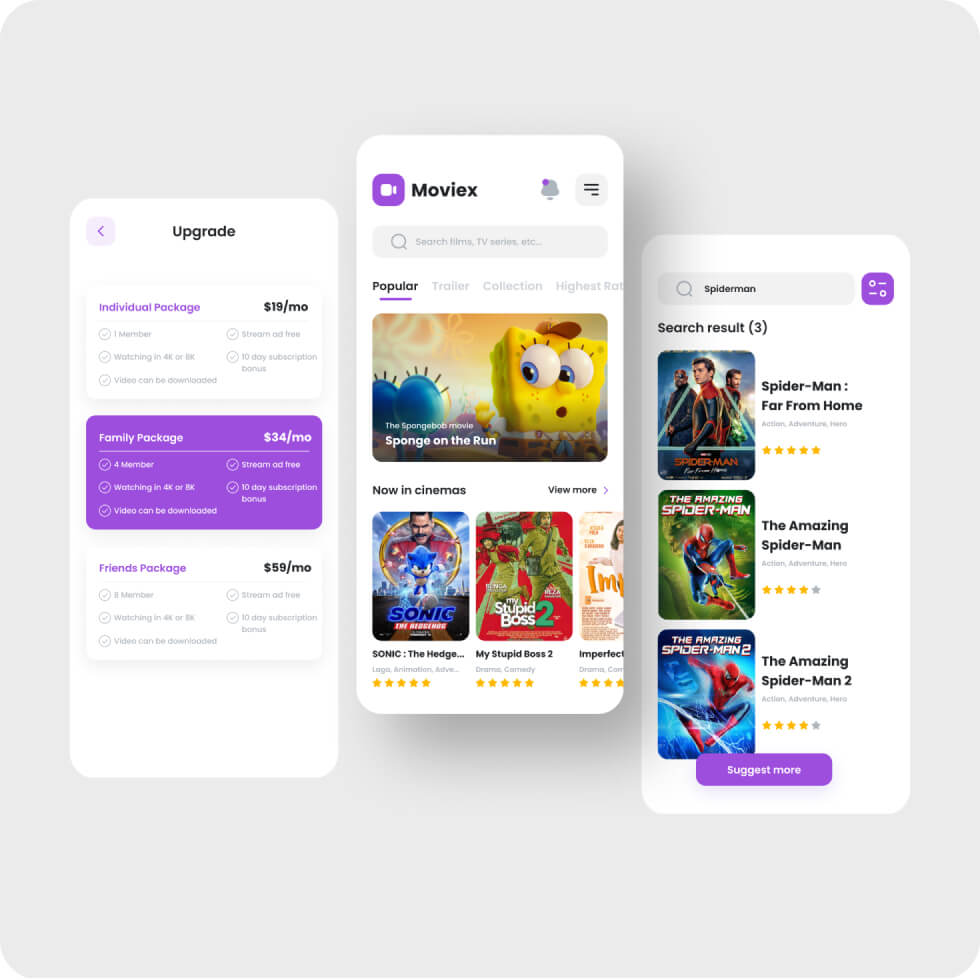 Upgrade
Individual Package
$19/mo
1 Member
Stream ad free
Watching in 4K or 8K
10 day subscription
bonus
Video can be downloaded
Family Package
$34/mo
4 Member
Stream ad free
Watching in 4K or 8K
10 day subscription
bonus
Video can be downloaded
Friends Package
$59/mo
8 Member
Stream ad free
Watching in 4K or 8K
10 day subscription
bonus
Video can be downloaded
Moviex
Search films, TV series, etc...
Popular Trailer Collection Highest Rat
The Spongebob movie
Sponge on the Run
Now in cinemas
View more
SONIC
THE HEDGEHOG
BUNGA
REZA
my
Stupid
Boss 2
Imp
SONIC : The Hedge...
My Stupid Boss 2
Imperfect
Laga, Animation, Adve...
Drama, Comedy
Drama, Com
Spiderman
Search result (3)
SPIDER-MAN
Far From Home
Spider-Man :
Far From Home
Action, Adventure, Hero
THE AMAZING
SPIDER-MAN
The Amazing
Spider-Man
Action, Adventure, Hero
THE AMAZING
SPIDER-MAN 2
The Amazing
Spider-Man 2
Action, Adventure, Hero
Suggest more